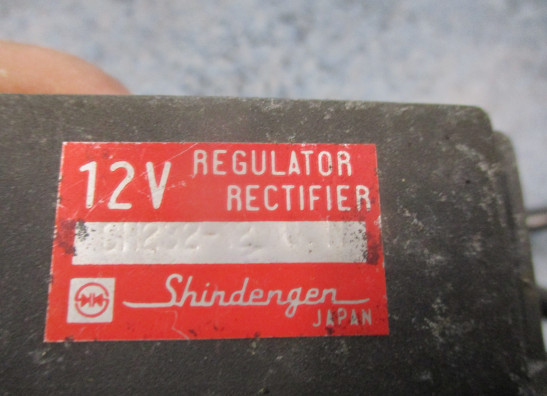 12V REGULATOR
RECTIFIER
Shindengen
JAPAN